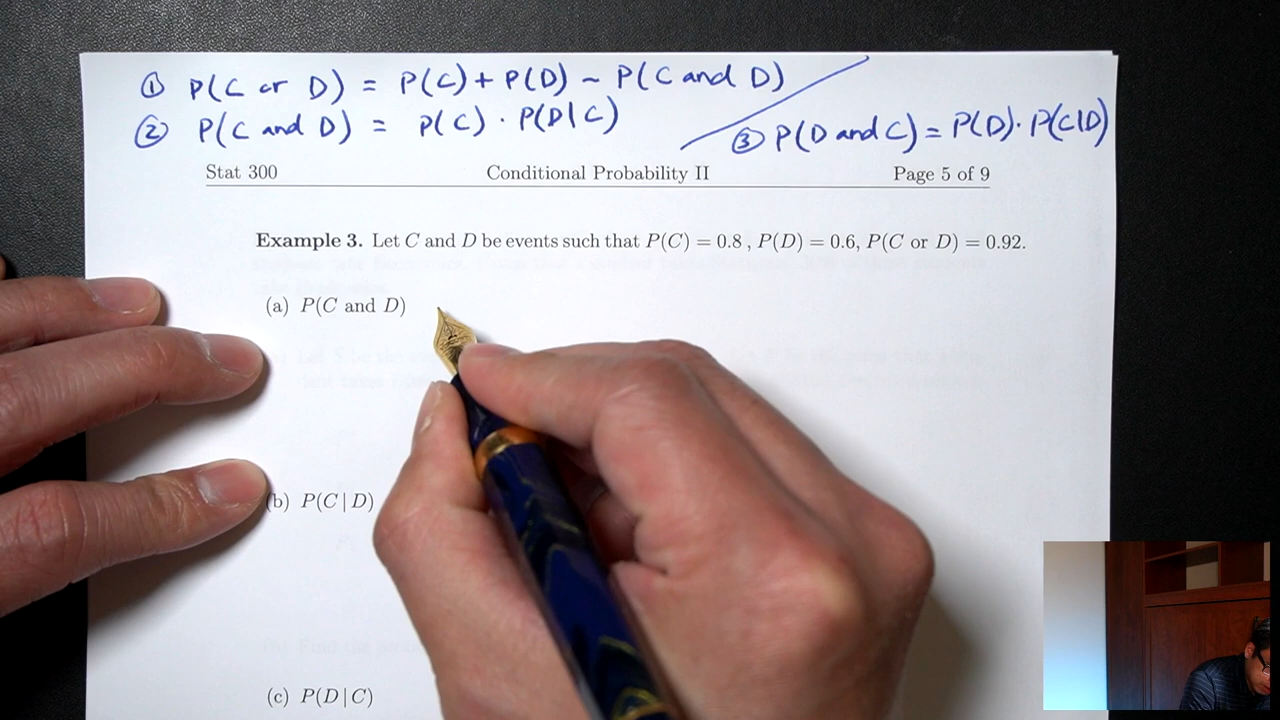 ① P(C or D) = P(C) + P(D) - P(C and D)
② P(C and D) = P(C) · P(D|C)
③ P(D and C) = P(D) · P(C|D)
Stat 300 Conditional Probability II Page 5 of 9
Example 3. Let C and D be events such that P(C) = 0.8 , P(D) = 0.6, P(C or D) = 0.92.
(a) P(C and D)
(b) P(C | D)
(c) P(D | C)